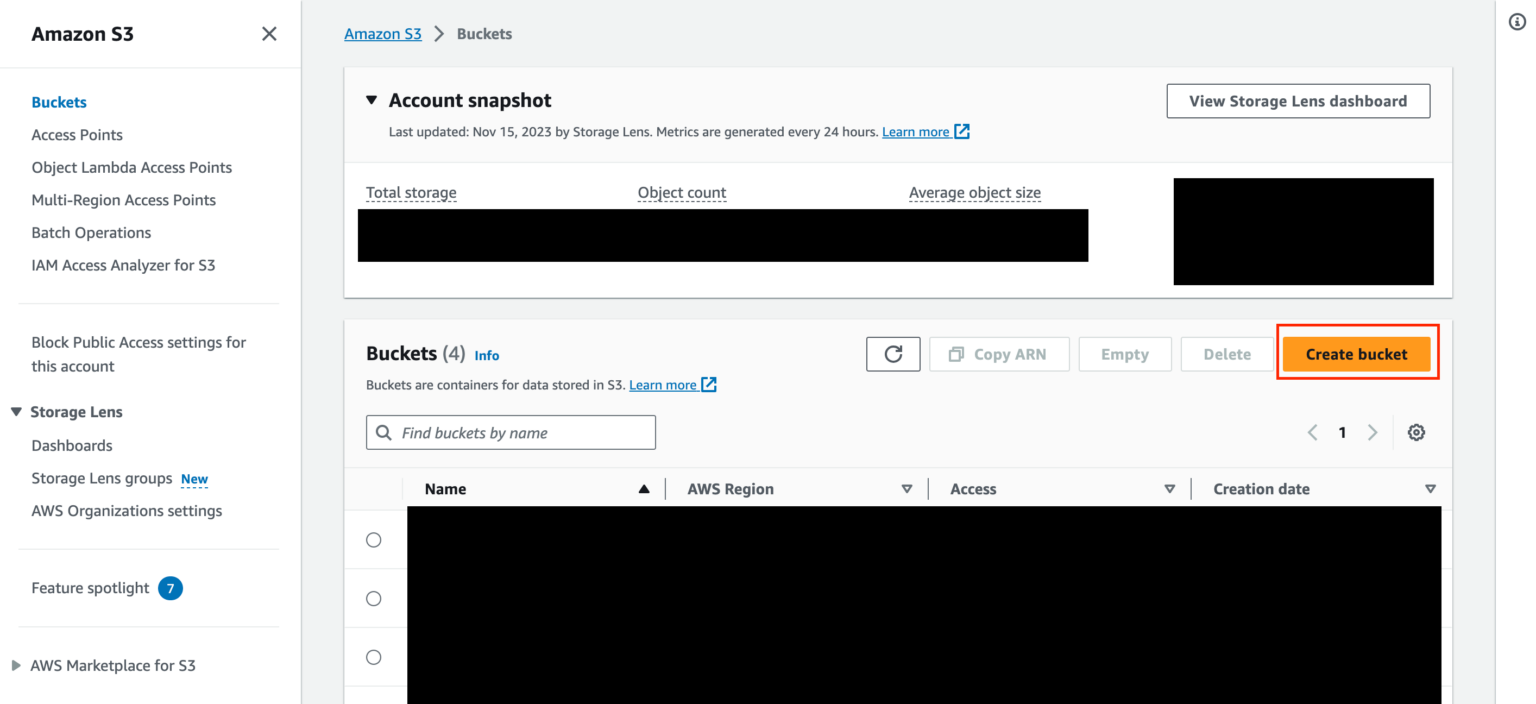 Amazon S3
Buckets
Access Points
Object Lambda Access Points
Multi-Region Access Points
Batch Operations
IAM Access Analyzer for S3
Block Public Access settings for
this account
Storage Lens
Dashboards
Storage Lens groups New
AWS Organizations settings
Feature spotlight 7
AWS Marketplace for S3
Amazon S3 > Buckets
Account snapshot
View Storage Lens dashboard
Last updated: Nov 15, 2023 by Storage Lens. Metrics are generated every 24 hours. Learn more
Total storage Object count Average object size
Buckets (4) Info
Copy ARN Empty Delete Create bucket
Buckets are containers for data stored in S3. Learn more
Find buckets by name
1
Name AWS Region Access Creation date